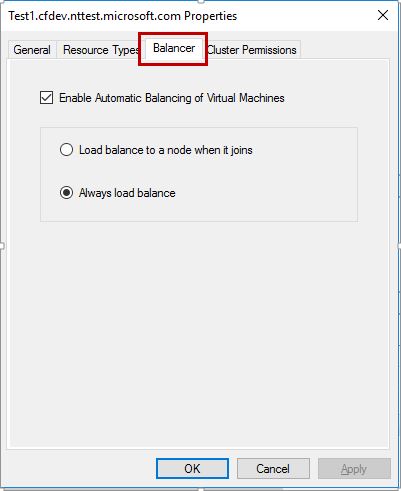 Test1.cfdev.nttest.microsoft.com Properties
General Resource Types Balancer Cluster Permissions
Enable Automatic Balancing of Virtual Machines
Load balance to a node when it joins
Always load balance
OK Cancel Apply